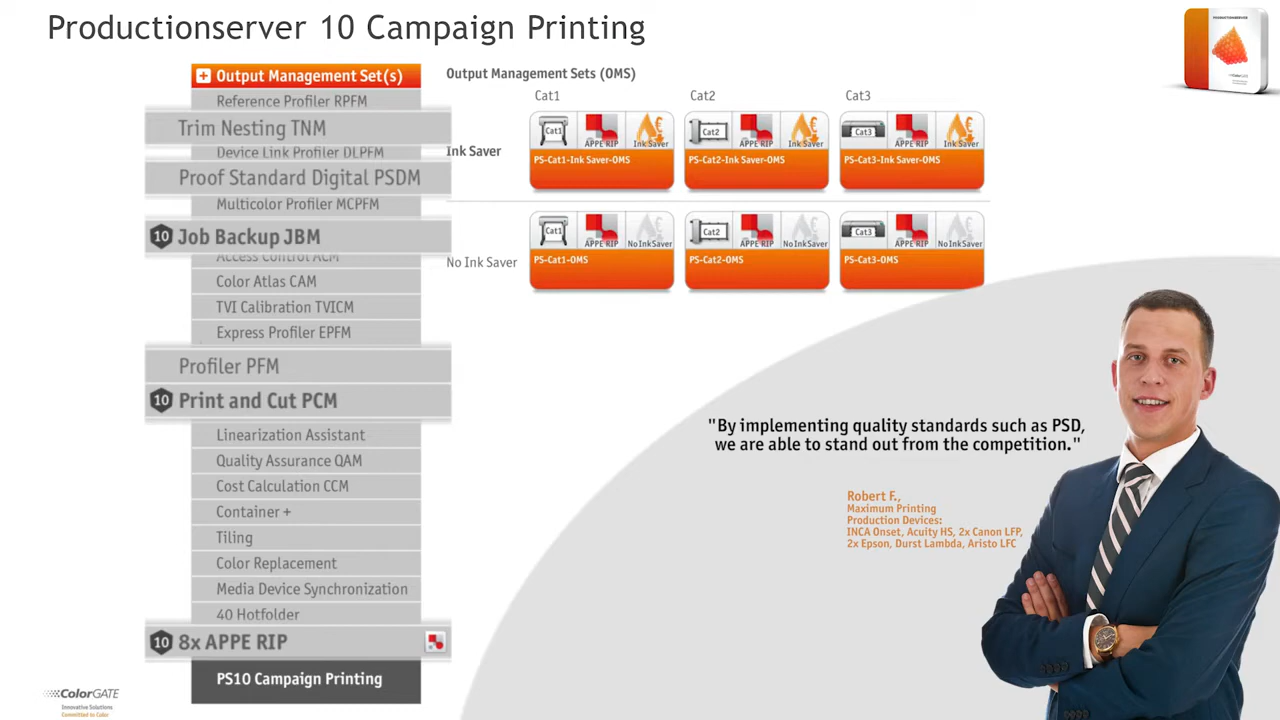 Productionserver 10 Campaign Printing
PRODUCTIONSERVER
Output Management Set(s)
Reference Profiler RPFM
Trim Nesting TNM
Device Link Profiler DLPFM
Proof Standard Digital PSDM
Multicolor Profiler MCPFM
10 Job Backup JBM
Access Control ACM
Color Atlas CAM
TVI Calibration TVICM
Express Profiler EPFM
Profiler PFM
10 Print and Cut PCM
Linearization Assistant
Quality Assurance QAM
Cost Calculation CCM
Container +
Tiling
Color Replacement
Media Device Synchronization
40 Hotfolder
10 8x APPE RIP
PS10 Campaign Printing
Output Management Sets (OMS)
Cat1 Cat2 Cat3
Ink Saver
Cat1 APPE RIP Ink Saver
PS-Cat1-Ink Saver-OMS
Cat2 APPE RIP Ink Saver
PS-Cat2-Ink Saver-OMS
Cat3 APPE RIP Ink Saver
PS-Cat3-Ink Saver-OMS
No Ink Saver
Cat1 APPE RIP No Ink Saver
PS-Cat1-OMS
Cat2 APPE RIP No Ink Saver
PS-Cat2-OMS
Cat3 APPE RIP No Ink Saver
PS-Cat3-OMS
"By implementing quality standards such as PSD,
we are able to stand out from the competition."
Robert F.,
Maximum Printing
Production Devices:
INCA Onset, Acuity HS, 2x Canon LFP,
2x Epson, Durst Lambda, Aristo LFC
ColorGATE
Innovative Solutions
Committed to Color